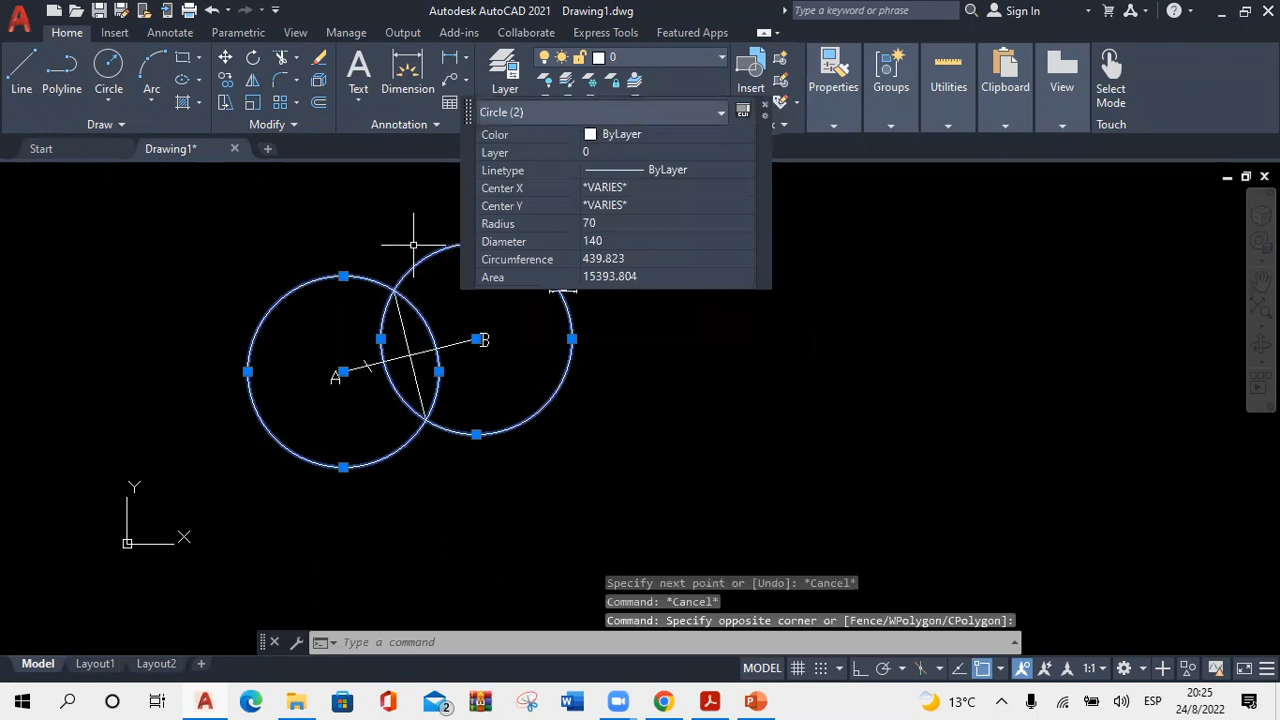 Autodesk AutoCAD 2021 Drawing1.dwg
Type a keyword or phrase
Sign In
Home Insert Annotate Parametric View Manage Output Add-ins Collaborate Express Tools Featured Apps
0
Line Polyline Circle Arc Text Dimension Layer Insert Properties Groups Utilities Clipboard View Select Mode
Draw Modify Annotation Touch
Start Drawing1*
Circle (2)
Color ByLayer
Layer 0
Linetype ByLayer
Center X *VARIES*
Center Y *VARIES*
Radius 70
Diameter 140
Circumference 439.823
Area 15393.804
B
A
Y
X
Specify next point or [Undo]: *Cancel*
Command: *Cancel*
Command: Specify opposite corner or [Fence/WPolygon/CPolygon]:
Type a command
Model Layout1 Layout2 MODEL 1:1
2
13°C ESP 20:25
24/8/2022